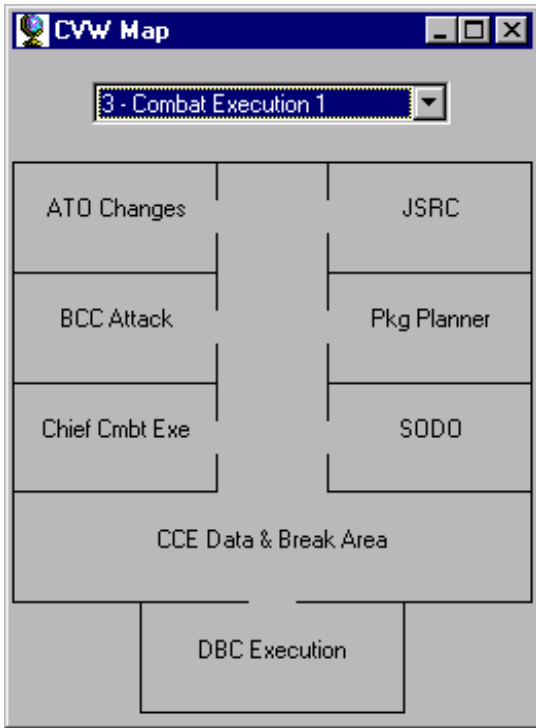 CVW Map
3 - Combat Execution 1
ATO Changes
JSRC
BCC Attack
Pkg Planner
Chief Cmbt Exe
SODO
CCE Data & Break Area
DBC Execution